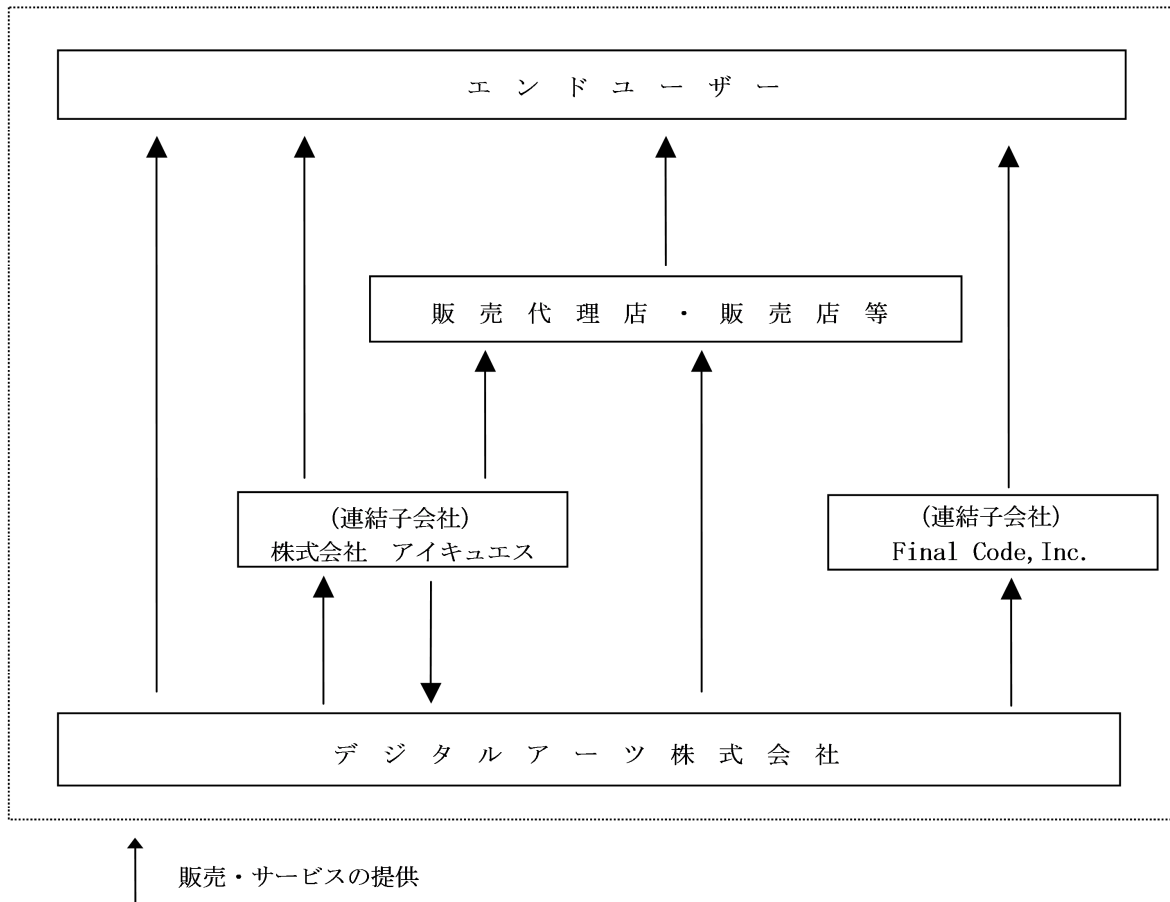 エンドユーザー
販売代理店・販売店等
(連結子会社)
株式会社　アイキュエス
(連結子会社)
Final Code,Inc.
デジタルアーツ株式会社
販売・サービスの提供